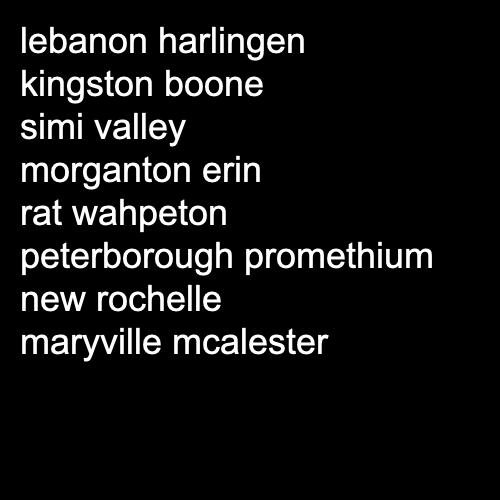 lebanon harlingen
kingston boone
simi valley
morganton erin
rat wahpeton
peterborough promethium
new rochelle
maryville mcalester